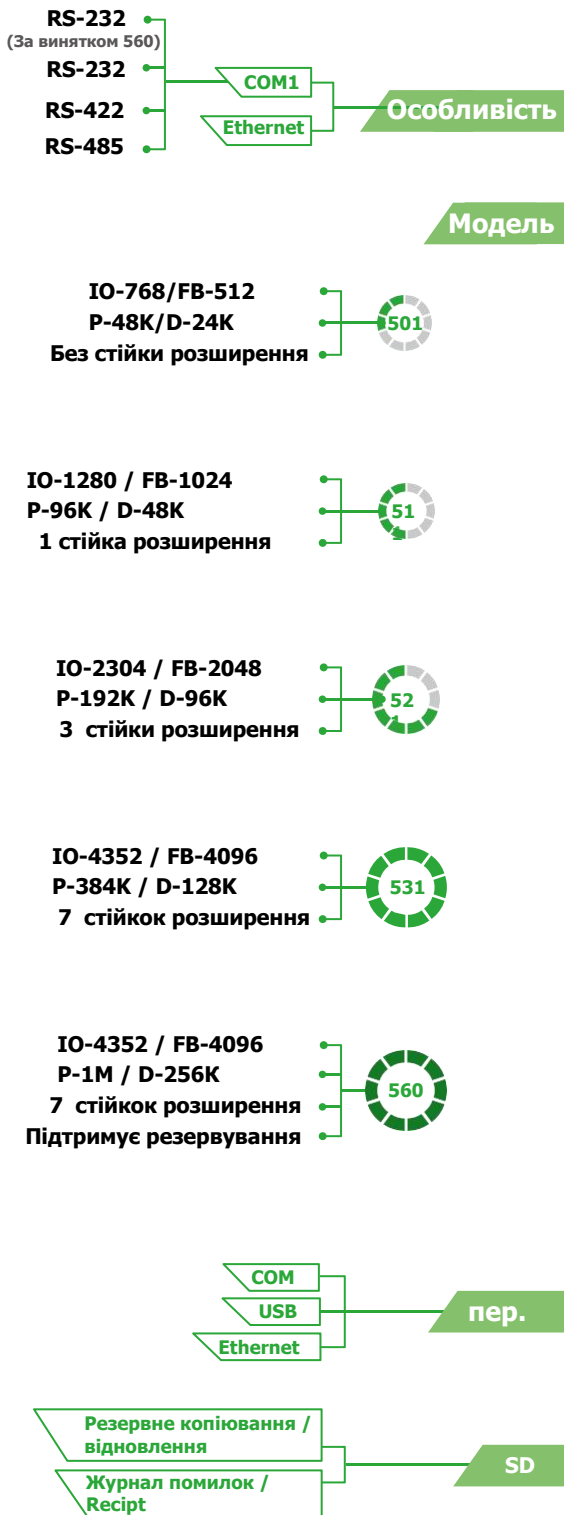 RS-232
(За винятком 560)
RS-232
RS-422
RS-485
COM1
Ethernet
Особливість
Модель
IO-768/FB-512
P-48K/D-24K
Без стійки розширення
501
IO-1280 / FB-1024
P-96K / D-48K
1 стійка розширення
51
1
IO-2304 / FB-2048
P-192K / D-96K
3 стійки розширення
52
1
IO-4352 / FB-4096
P-384K / D-128K
7 стійкок розширення
531
IO-4352 / FB-4096
P-1M / D-256K
7 стійкок розширення
Підтримує резервування
560
COM
USB
Ethernet
пер.
Резервне копіювання /
відновлення
Журнал помилок /
Recipt
SD